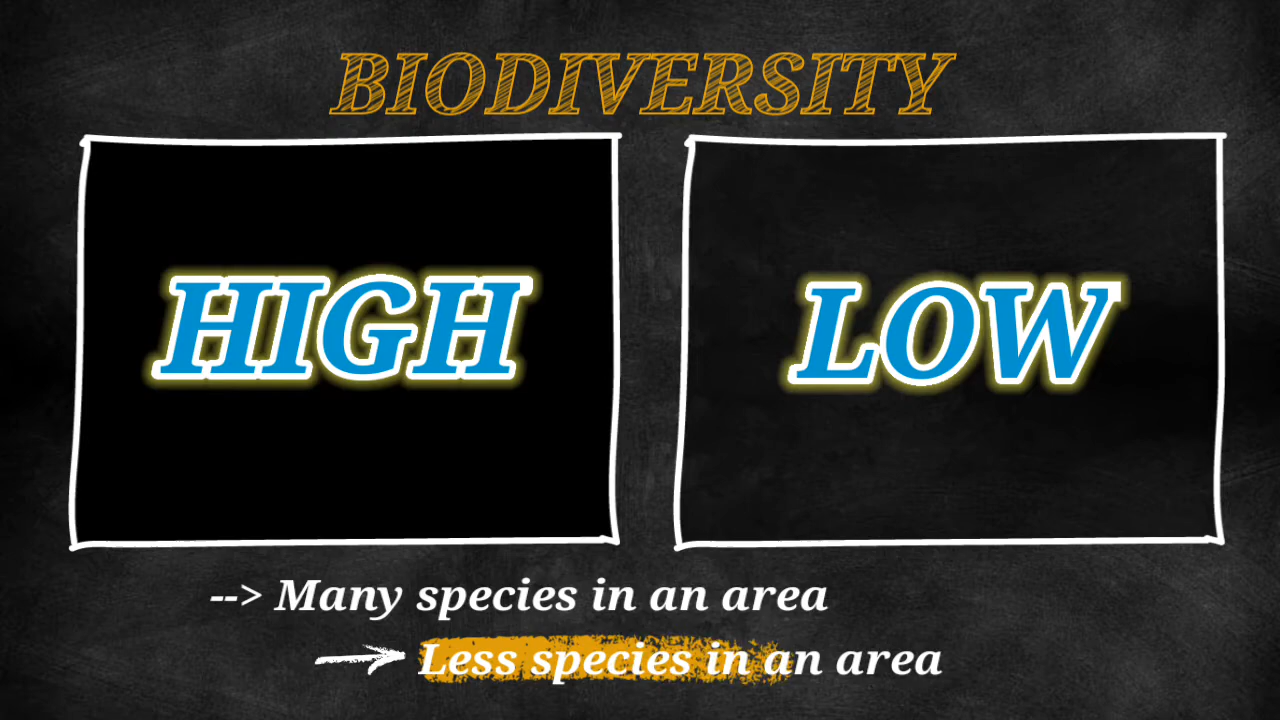 BIODIVERSITY
HIGH
LOW
--> Many species in an area
Less species in an area